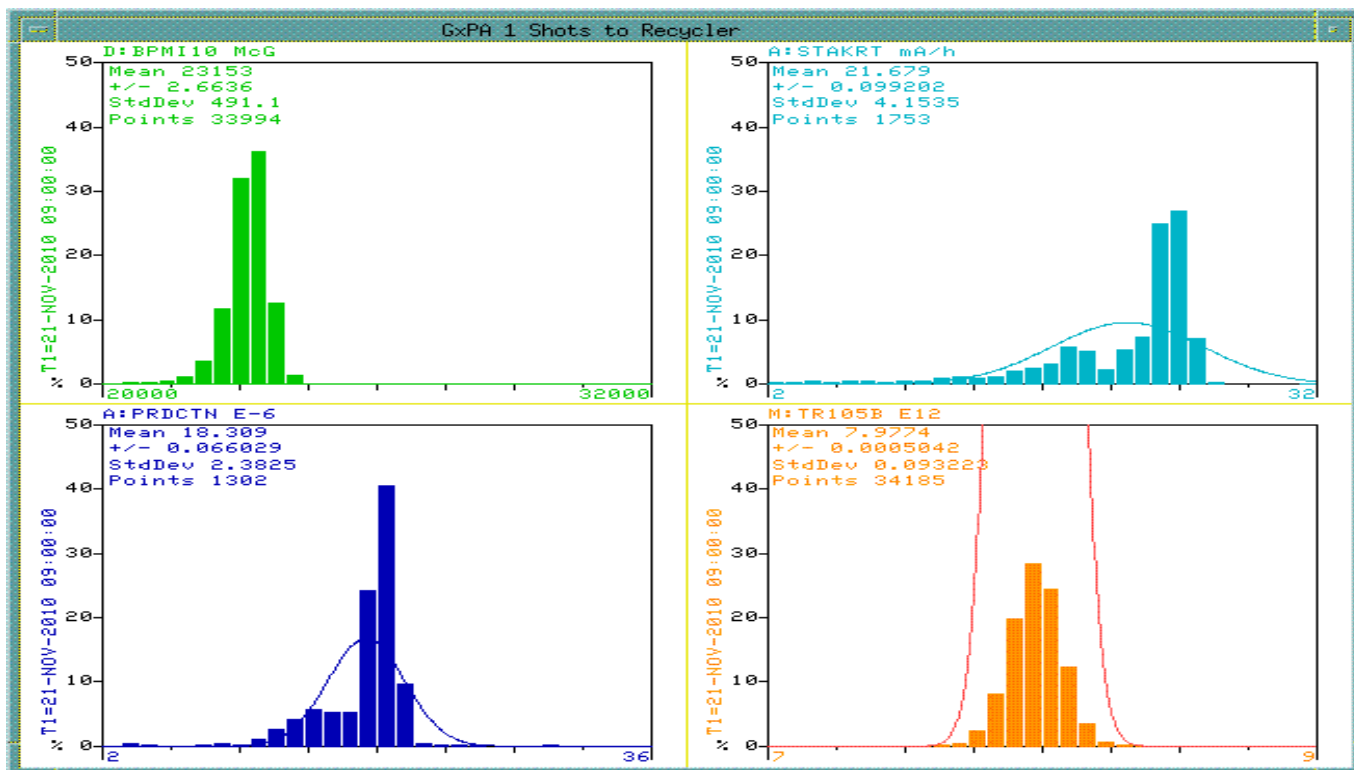 GxPA 1 Shots to Recycler
D:BPMI10 McG
Mean 23153
+/- 2.6636
StdDev 491.1
Points 33994
50
40
30
20
10
% 0
T1=21-NOV-2010 09:00:00
20000 32000
A:STAKRT mA/h
Mean 21.679
+/- 0.099202
StdDev 4.1535
Points 1753
50
40
30
20
10
% 0
T1=21-NOV-2010 09:00:00
2 32
A:PRDCTN E-6
Mean 18.309
+/- 0.066029
StdDev 2.3825
Points 1302
50
40
30
20
10
% 0
T1=21-NOV-2010 09:00:00
2 36
M:TR105B E12
Mean 7.9774
+/- 0.0005042
StdDev 0.093223
Points 34185
50
40
30
20
10
% 0
T1=21-NOV-2010 09:00:00
7 9